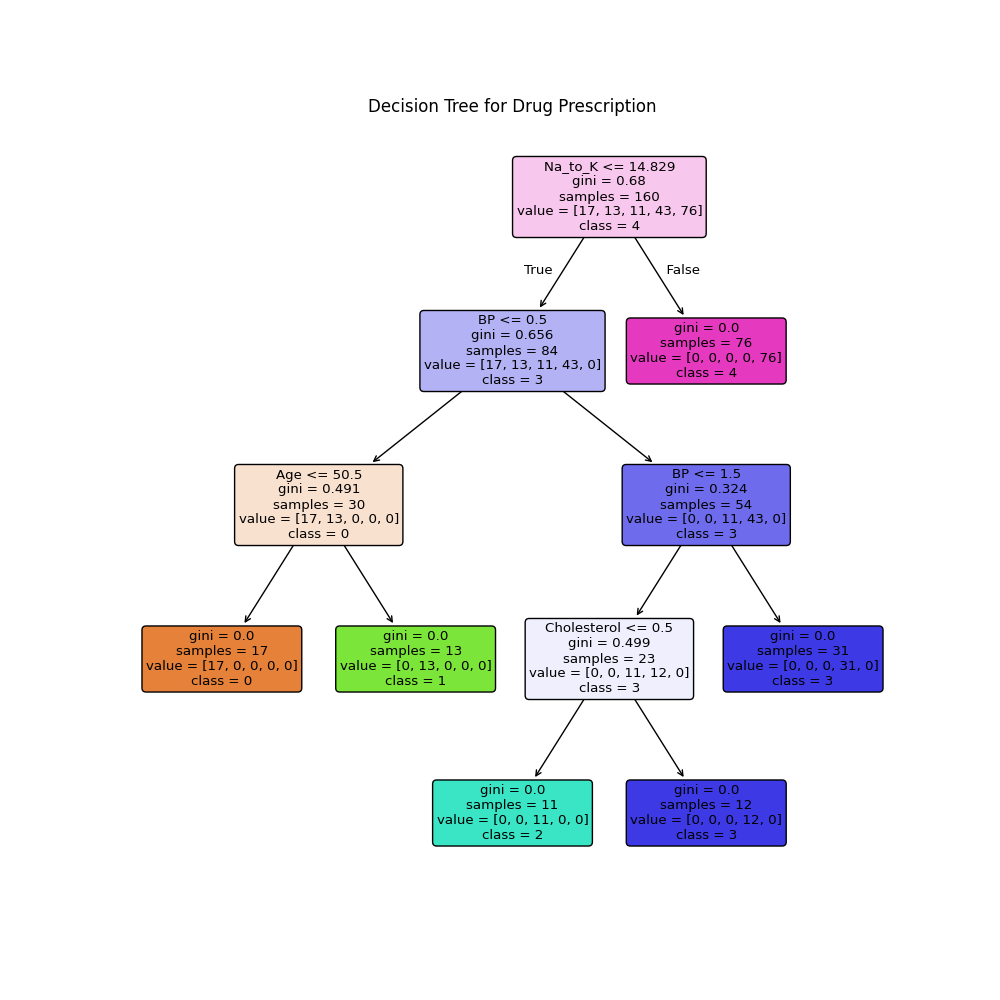 Decision Tree for Drug Prescription
Na_to_K <= 14.829
gini = 0.68
samples = 160
value = [17, 13, 11, 43, 76]
class = 4
True
False
BP <= 0.5
gini = 0.656
samples = 84
value = [17, 13, 11, 43, 0]
class = 3
gini = 0.0
samples = 76
value = [0, 0, 0, 0, 76]
class = 4
Age <= 50.5
gini = 0.491
samples = 30
value = [17, 13, 0, 0, 0]
class = 0
BP <= 1.5
gini = 0.324
samples = 54
value = [0, 0, 11, 43, 0]
class = 3
gini = 0.0
samples = 17
value = [17, 0, 0, 0, 0]
class = 0
gini = 0.0
samples = 13
value = [0, 13, 0, 0, 0]
class = 1
Cholesterol <= 0.5
gini = 0.499
samples = 23
value = [0, 0, 11, 12, 0]
class = 3
gini = 0.0
samples = 31
value = [0, 0, 0, 31, 0]
class = 3
gini = 0.0
samples = 11
value = [0, 0, 11, 0, 0]
class = 2
gini = 0.0
samples = 12
value = [0, 0, 0, 12, 0]
class = 3